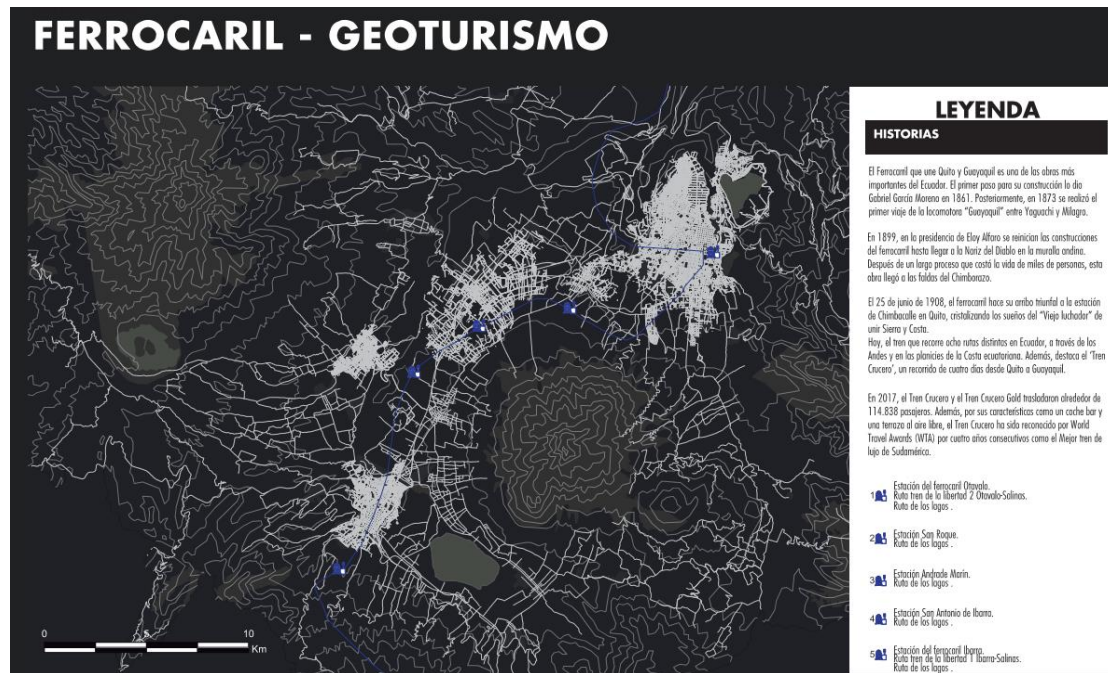 FERROCARIL - GEOTURISMO
LEYENDA
HISTORIAS
El Ferrocarril que une Quito y Guayaquil es una de las obras más
importantes del Ecuador. El primer paso para su construcción lo dio
Gabriel García Moreno en 1861. Posteriormente, en 1873 se realizó el
primer viaje de la locomotora "Guayaquil" entre Yaguachi y Milagro.
En 1899, en la presidencia de Eloy Alfaro se reinician las construcciones
del ferrocarril hasta llegar a la Nariz del Diablo en la muralla andina.
Después de un largo proceso que costó la vida de miles de personas, esta
obra llegó a las faldas del Chimborazo.
El 25 de junio de 1908, el ferrocarril hace su arribo triunfal a la estación
de Chimbacalle en Quito, cristalizando los sueños del "Viejo luchador" de
unir Sierra y Costa.
Hoy, el tren que recorre ocho rutas distintas en Ecuador, a través de los
Andes y en las planicies de la Costa ecuatoriana. Además, destaca el 'Tren
Crucero', un recorrido de cuatro días desde Quito a Guayaquil.
En 2017, el Tren Crucero y el Tren Crucero Gold trasladaron alrededor de
114.838 pasajeros. Además, por sus características como un coche bar y
una terraza al aire libre, el Tren Crucero ha sido reconocido por World
Travel Awards (WTA) por cuatro años consecutivos como el Mejor tren de
lujo de Sudamérica.
1 Estación del ferrocaril Otavalo.
Ruta tren de la libertad 2 Otavalo-Salinas.
Ruta de los lagos .
2 Estación San Roque.
Ruta de los lagos .
3 Estación Andrade Marín.
Ruta de los lagos .
4 Estación San Antonio de Ibarra.
Ruta de los lagos .
5 Estación del ferrocaril Ibarra.
Ruta tren de la libertad 1 Ibarra-Salinas.
Ruta de los lagos .
0 5 10
Km